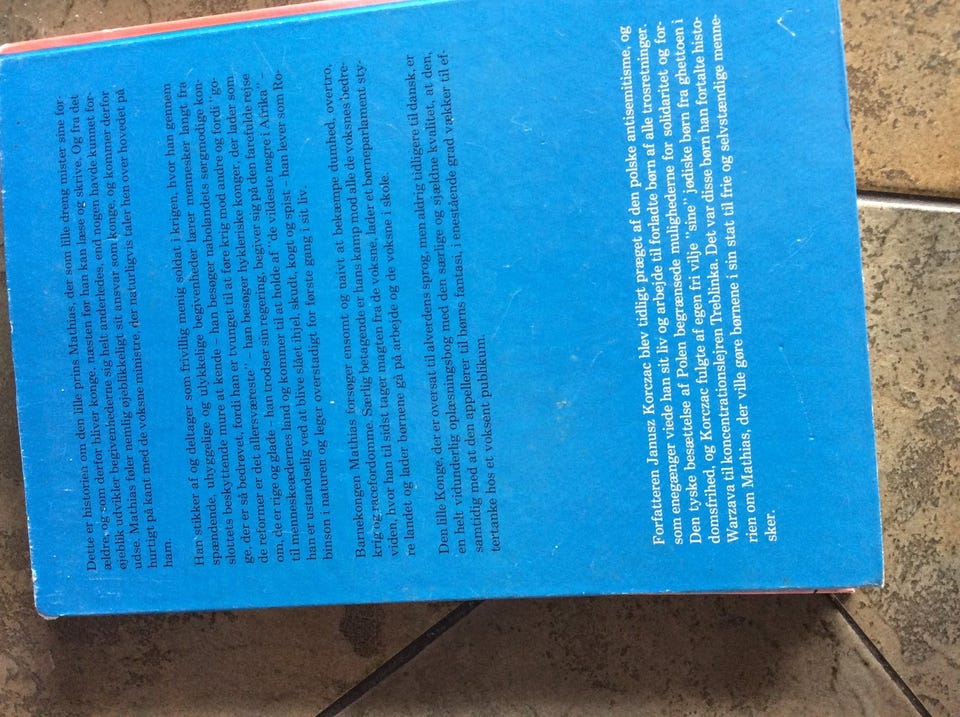 Dette er historien om den lille prins Mathias, der som lille dreng mister sine for-
ældre, og som derfor bliver konge, næsten før han kan læse og skrive. Og fra det
øjeblik udvikler begivenhederne sig helt anderledes, end nogen havde kunnet for-
udse. Mathias føler nemlig øjeblikkeligt sit ansvar som konge, og kommer derfor
hurtigt på kant med de voksne ministre, der naturligvis taler hen over hovedet på
ham.
Han stikker af og deltager som frivillig menig soldat i krigen, hvor han gennem
spændende, uhyggelige og ulykkelige begivenheder lærer mennesker langt fra
slottets beskyttende mure at kende – han besøger nabolandets sørgmodige kon-
ge, der er så bedrøvet, fordi han er tvunget til at føre krig mod andre og fordi "go-
de reformer er det allersværeste" – han besøger hykleriske konger, der lader som
om, de er rige og glade – han trodser sin regering, begiver sig på den farefulde rejse
til menneskeædernes land og kommer til at holde af "de vildeste negre i Afrika" –
han er ustandselig ved at blive slået ihjel, skudt, kogt og spist – han lever som Ro-
binson i naturen og leger overstadigt for første gang i sit liv.
Barnekongen Mathias forsøger ensomt og naivt at bekæmpe dumhed, overtro,
krig og racefordomme. Særlig betagende er hans kamp mod alle de voksnes bedre-
viden, hvor han til sidst tager magten fra de voksne, lader et børneparlament sty-
re landet og lader børnene gå på arbejde og de voksne i skole.
Den lille Konge, der er oversat til alverdens sprog, men aldrig tidligere til dansk, er
en helt vidunderlig oplæsningsbog med den særlige og sjældne kvalitet, at den,
samtidig med at den appellerer til børns fantasi, i enestående grad vækker til ef-
tertanke hos et voksent publikum.
Forfatteren Janusz Korczac blev tidligt præget af den polske antisemitisme, og
som enegænger viede han sit liv og arbejde til forladte børn af alle trosretninger.
Den tyske besættelse af Polen begrænsede mulighederne for solidaritet og for-
domsfrihed, og Korczac fulgte af egen fri vilje "sine" jødiske børn fra ghettoen i
Warzava til koncentrationslejren Treblinka. Det var disse børn han fortalte histo-
rien om Mathias, der ville gøre børnene i sin stat til frie og selvstændige menne-
sker.